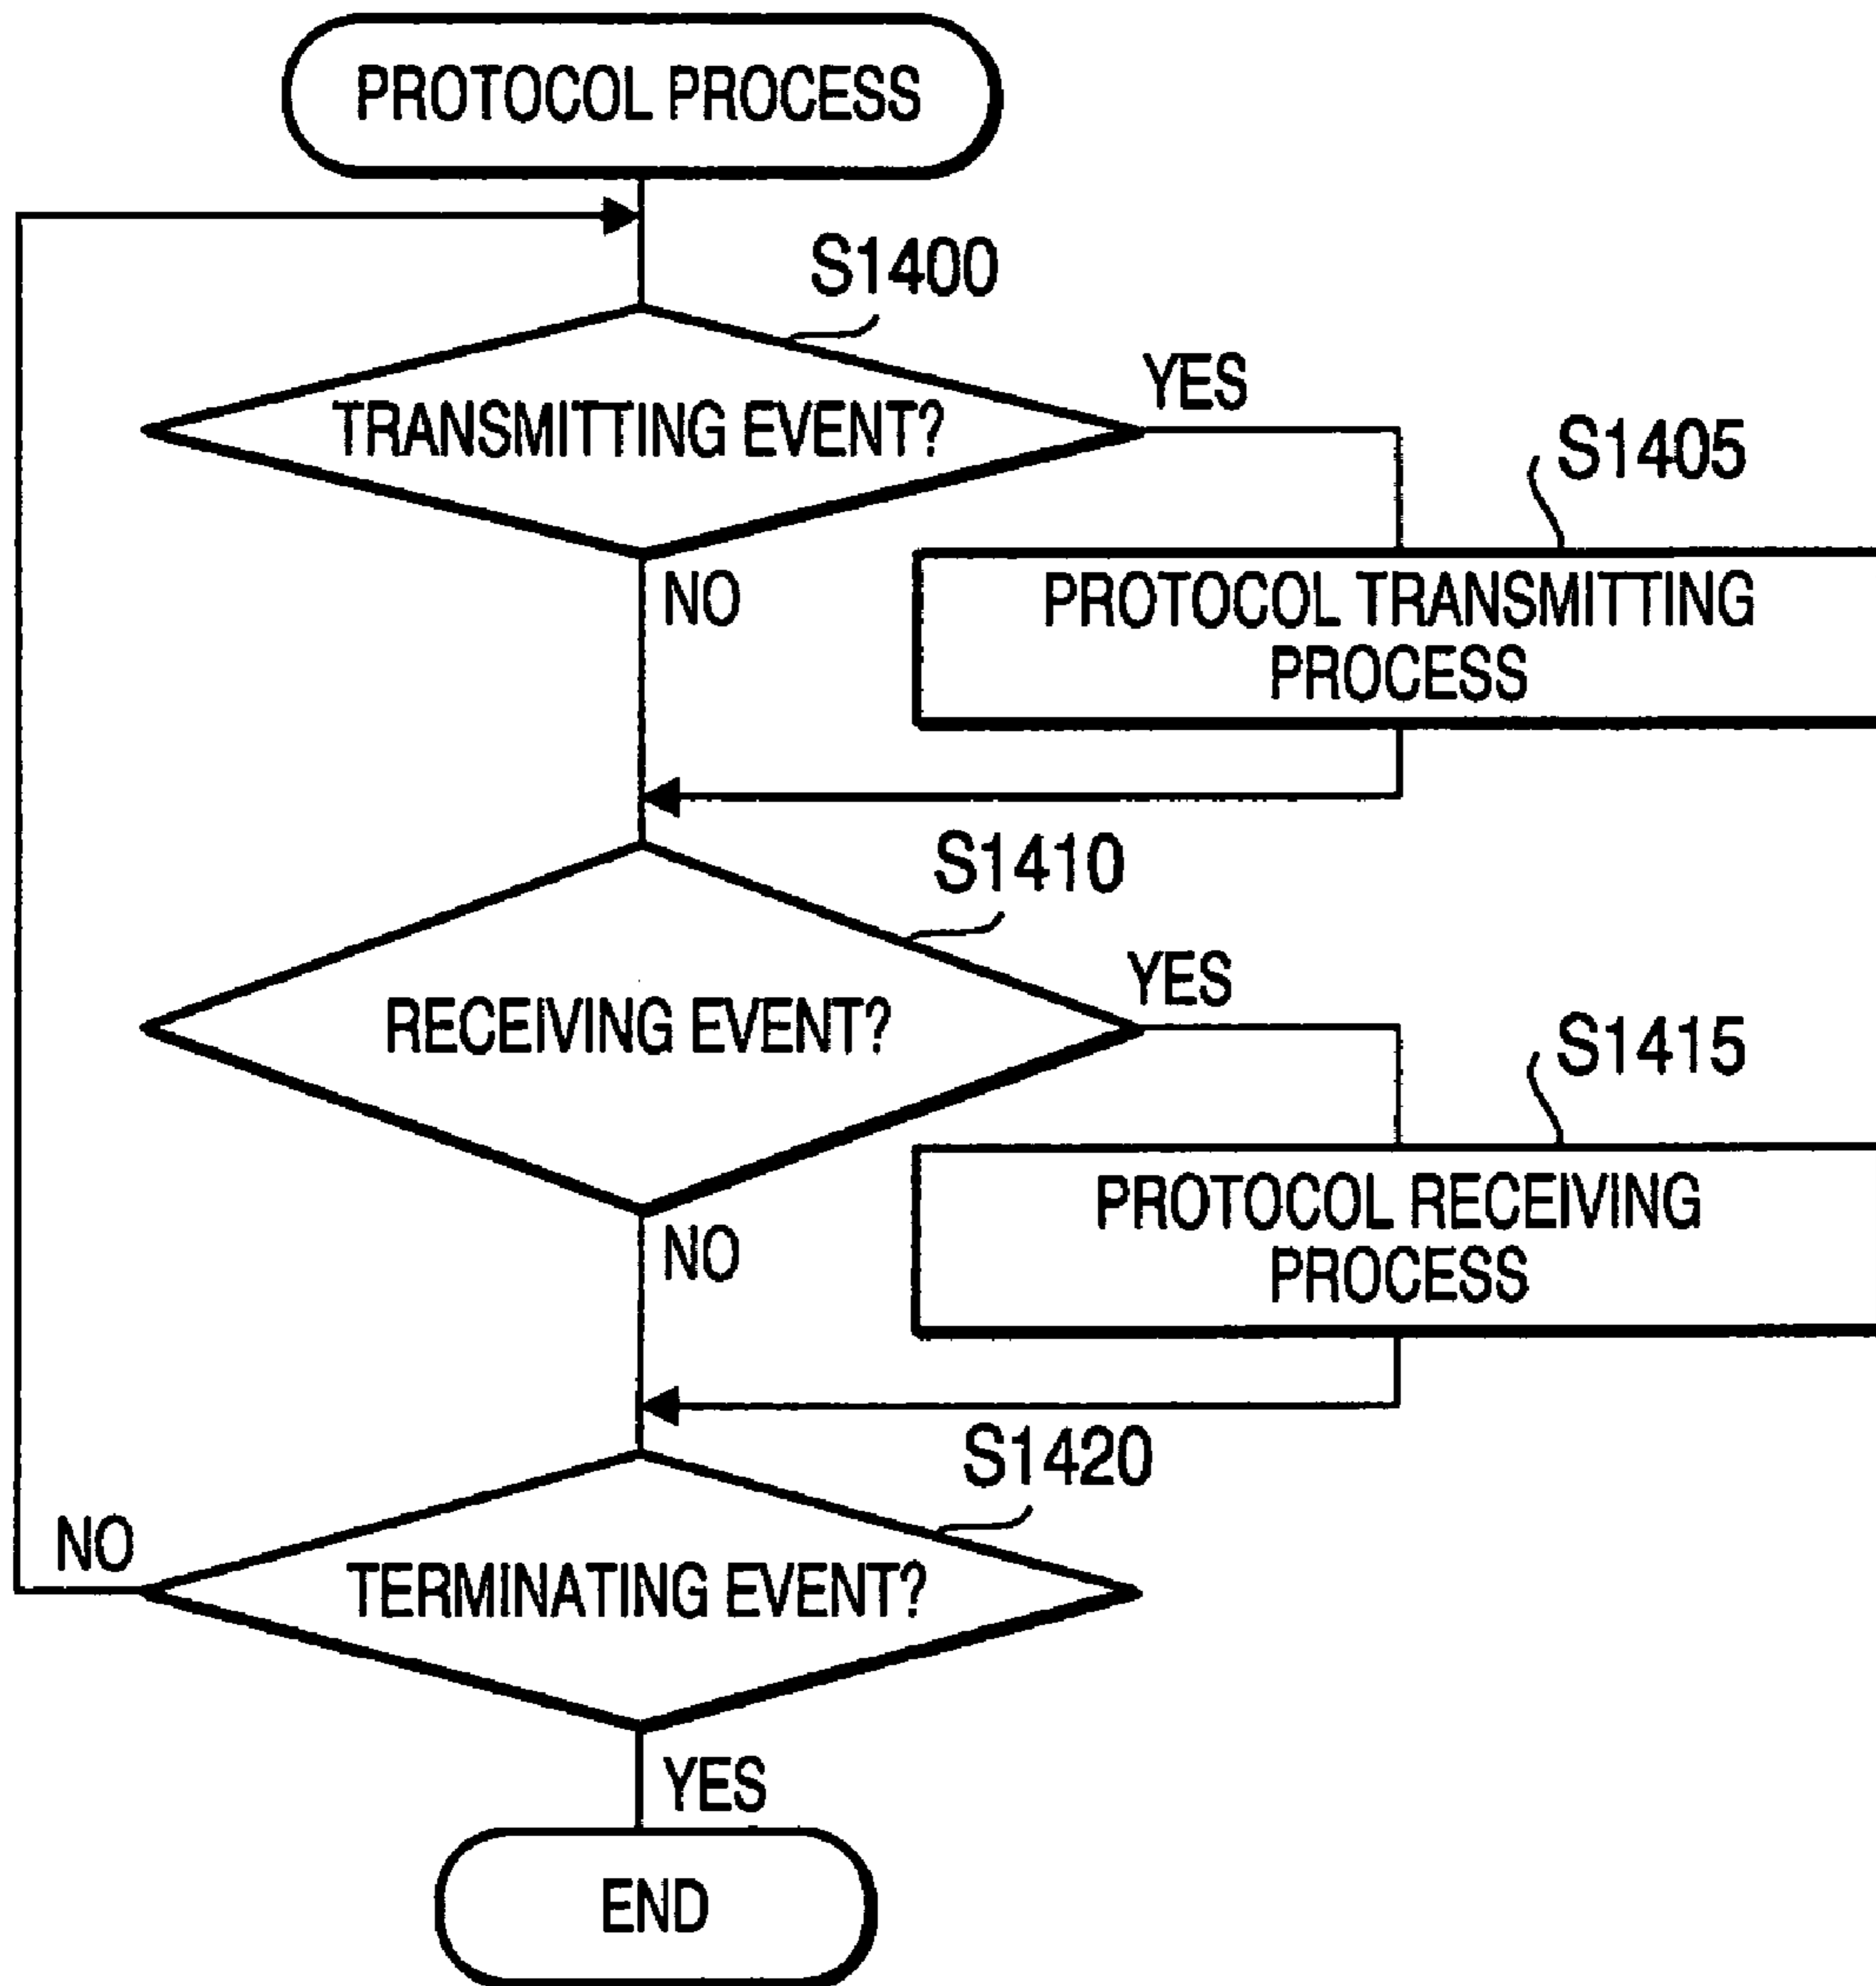 PROTOCOL PROCESS
S1400
TRANSMITTING EVENT?
YES
S1405
NO
PROTOCOL TRANSMITTING
PROCESS
S1410
RECEIVING EVENT?
YES
S1415
NO
PROTOCOL RECEIVING
PROCESS
S1420
NO
TERMINATING EVENT?
YES
END